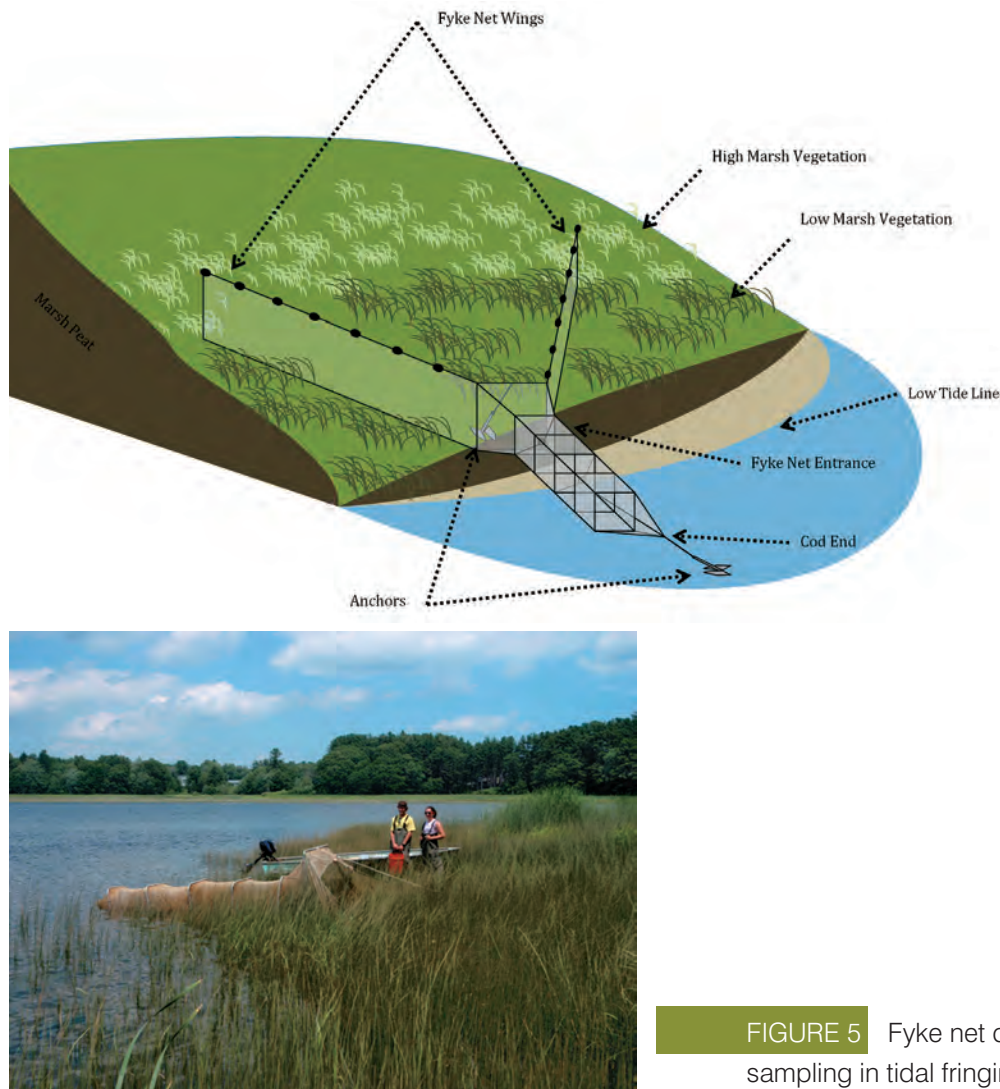 Fyke Net Wings
High Marsh Vegetation
Low Marsh Vegetation
Marsh Peat
Low Tide Line
Fyke Net Entrance
Cod End
Anchors
FIGURE 5 Fyke net
sampling in tidal